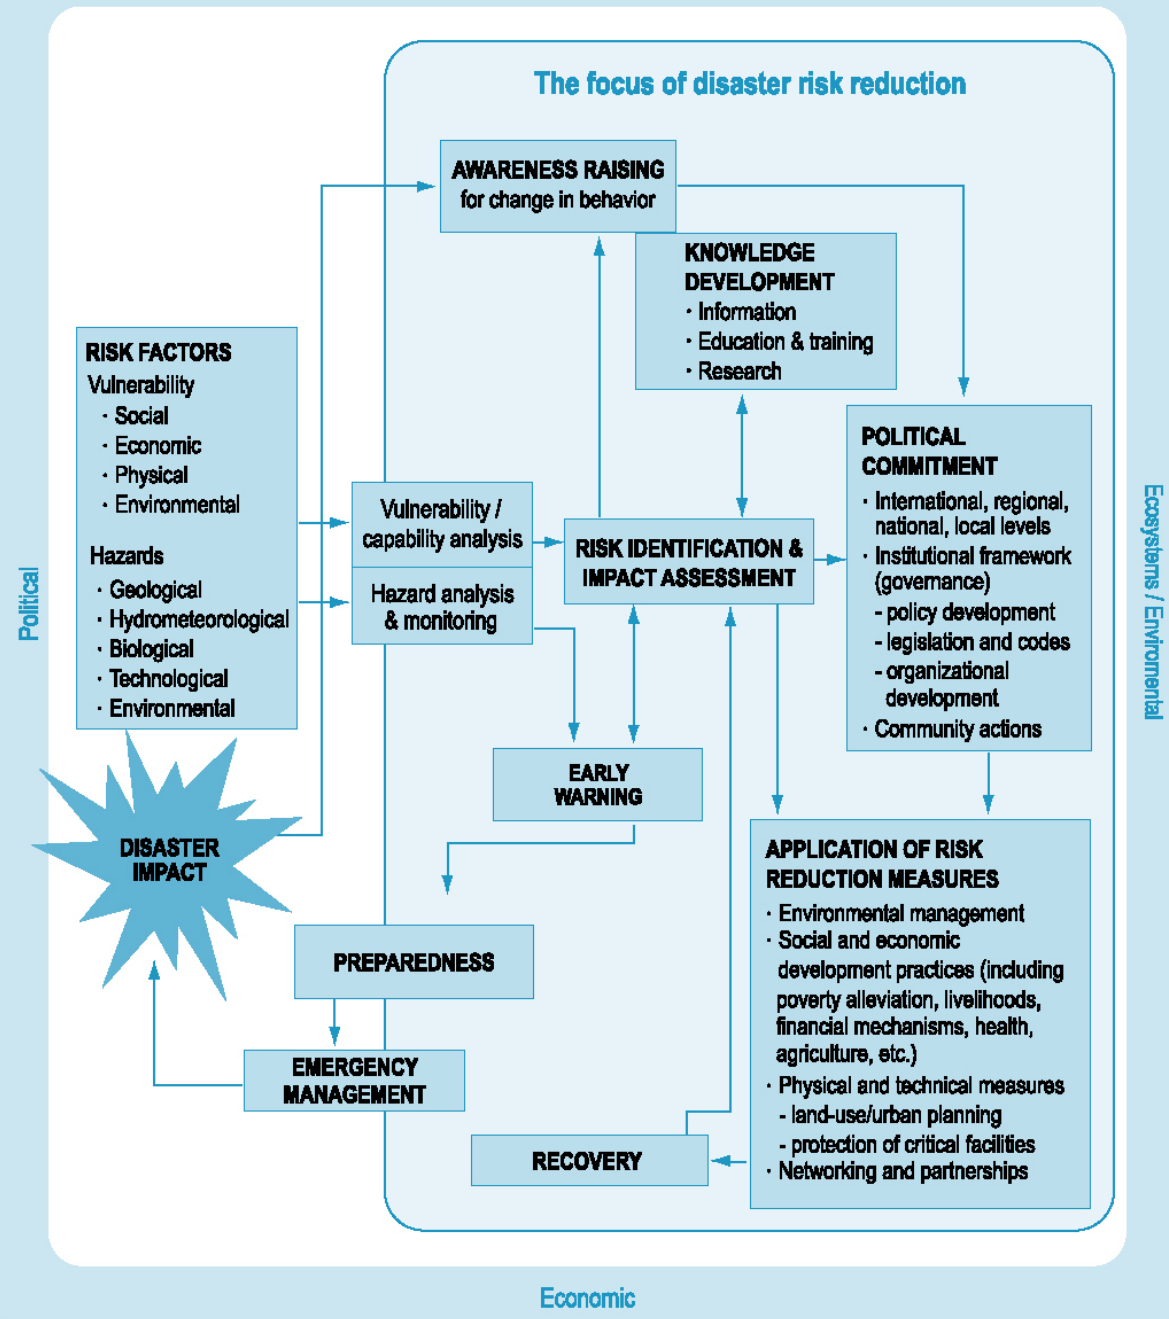 The focus of disaster risk reduction
AWARENESS RAISING
for change in behavior
KNOWLEDGE
DEVELOPMENT
· Information
· Education & training
· Research
RISK FACTORS
Vulnerability
· Social
· Economic
· Physical
· Environmental
Hazards
· Geological
· Hydrometeorological
· Biological
· Technological
· Environmental
Vulnerability /
capability analysis
Hazard analysis
& monitoring
RISK IDENTIFICATION &
IMPACT ASSESSMENT
POLITICAL
COMMITMENT
· International, regional,
national, local levels
· Institutional framework
(governance)
- policy development
- legislation and codes
- organizational
development
· Community actions
EARLY
WARNING
DISASTER
IMPACT
PREPAREDNESS
EMERGENCY
MANAGEMENT
RECOVERY
APPLICATION OF RISK
REDUCTION MEASURES
· Environmental management
· Social and economic
development practices (including
poverty alleviation, livelihoods,
financial mechanisms, health,
agriculture, etc.)
· Physical and technical measures
- land-use/urban planning
- protection of critical facilities
· Networking and partnerships
Political
Ecosystems / Enviromental
Economic